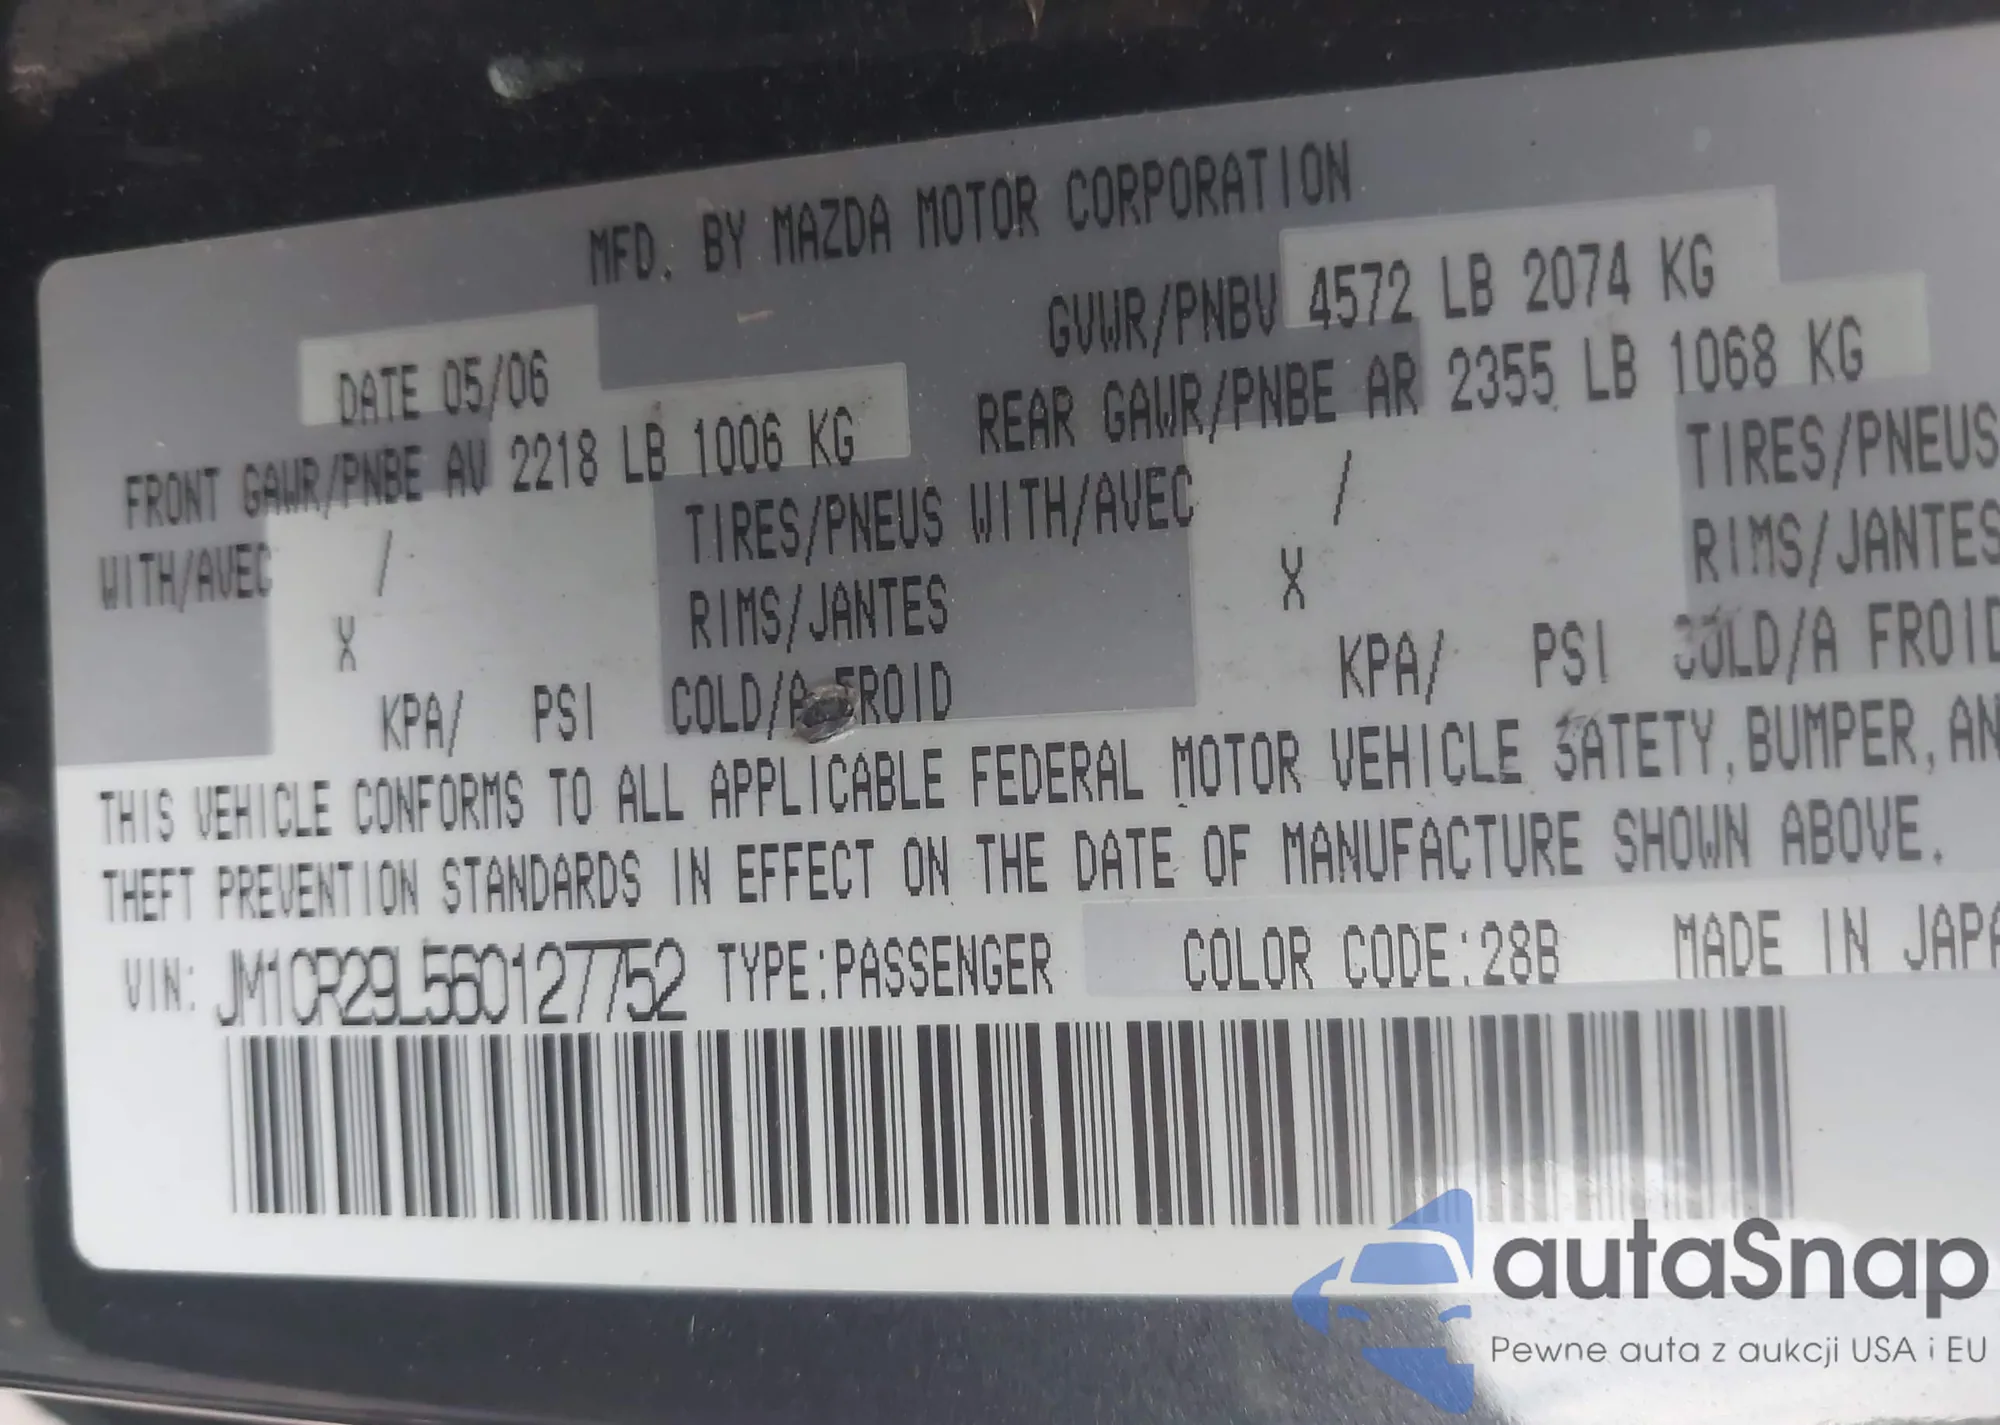 MFD. BY MAZDA MOTOR CORPORATION
DATE 05/06 GVWR/PNBV 4572 LB 2074 KG
FRONT GAWR/PNBE AV 2218 LB 1006 KG REAR GAWR/PNBE AR 2355 LB 1068 KG
WITH/AVEC / TIRES/PNEUS WITH/AVEC / TIRES/PNEUS
X RIMS/JANTES X RIMS/JANTES
KPA/ PSI COLD/A FROID KPA/ PSI COLD/A FROID
THIS VEHICLE CONFORMS TO ALL APPLICABLE FEDERAL MOTOR VEHICLE SATETY, BUMPER, AN
THEFT PREVENTION STANDARDS IN EFFECT ON THE DATE OF MANUFACTURE SHOWN ABOVE.
VIN: JM1CR29L560127752 TYPE:PASSENGER COLOR CODE:28B MADE IN JAPA
autaSnap
Pewne auta z aukcji USA i EU